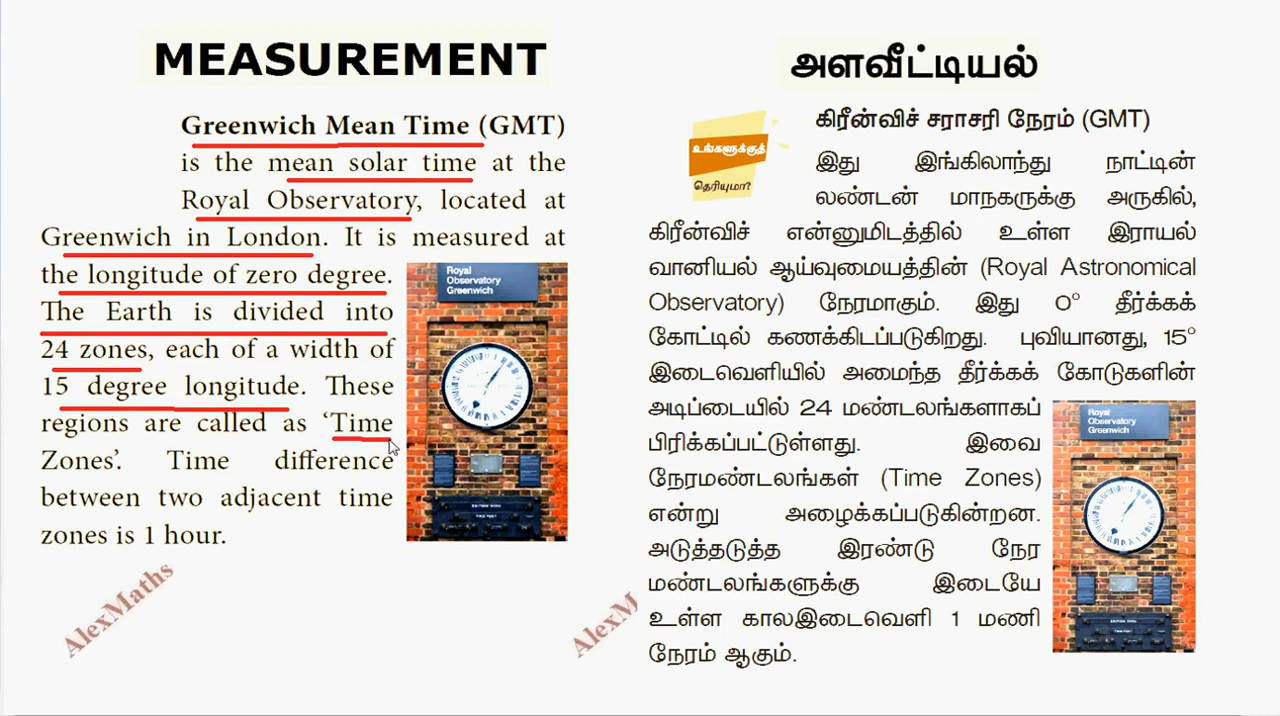 MEASUREMENT
Greenwich Mean Time (GMT)
is the mean solar time at the
Royal Observatory, located at
Greenwich in London. It is measured at
the longitude of zero degree.
The Earth is divided into
24 zones, each of a width of
15 degree longitude. These
regions are called as ‘Time
Zones’. Time difference
between two adjacent time
zones is 1 hour.
Royal
Observatory
Greenwich
AlexMaths
அளவீட்டியல்
உங்களுக்குத்
தெரியுமா?
கிரீன்விச் சராசரி நேரம் (GMT)
இது இங்கிலாந்து நாட்டின்
லண்டன் மாநகருக்கு அருகில்,
கிரீன்விச் என்னுமிடத்தில் உள்ள இராயல்
வானியல் ஆய்வுமையத்தின் (Royal Astronomical
Observatory) நேரமாகும். இது 0° தீர்க்கக்
கோட்டில் கணக்கிடப்படுகிறது. புவியானது, 15°
இடைவெளியில் அமைந்த தீர்க்கக் கோடுகளின்
அடிப்டையில் 24 மண்டலங்களாகப்
பிரிக்கப்பட்டுள்ளது. இவை
நேரமண்டலங்கள் (Time Zones)
என்று அழைக்கப்படுகின்றன.
அடுத்தடுத்த இரண்டு நேர
மண்டலங்களுக்கு இடையே
உள்ள காலஇடைவெளி 1 மணி
நேரம் ஆகும்.
Royal
Observatory
Greenwich
AlexM